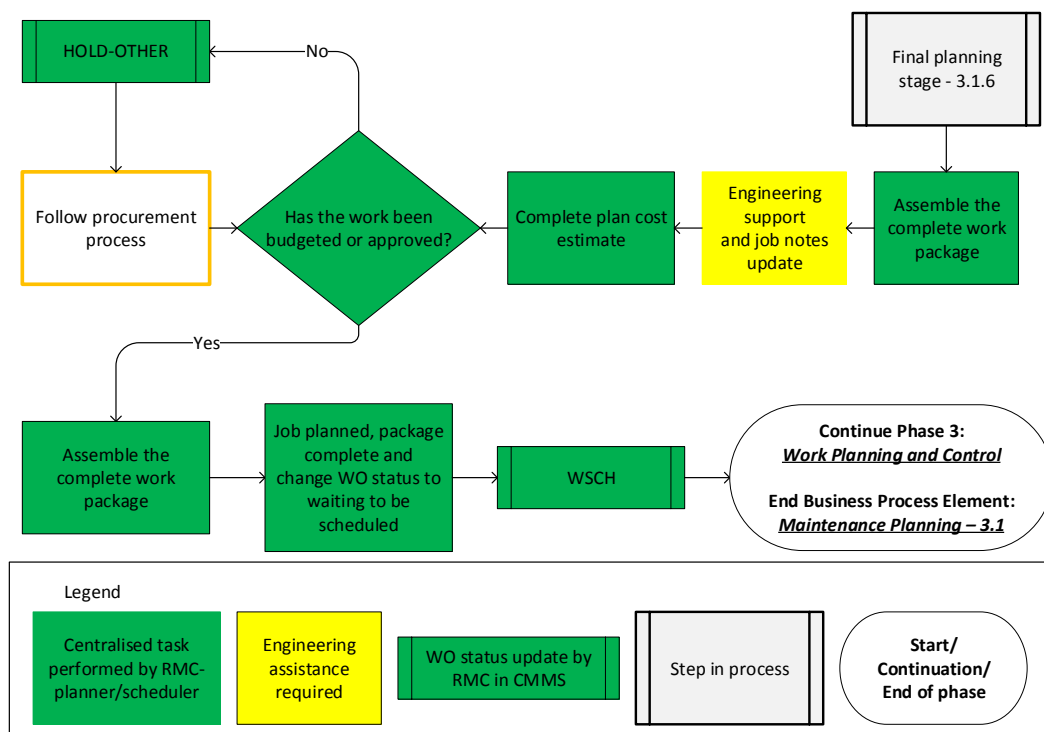 HOLD-OTHER
No
Final planning
stage - 3.1.6
Follow procurement
process
Has the work been
budgeted or approved?
Complete plan cost
estimate
Engineering
support
and job notes
update
Assemble the
complete work
package
Yes
Assemble the
complete work
package
Job planned, package
complete and
change WO status to
waiting to be
scheduled
WSCH
Continue Phase 3:
Work Planning and Control
End Business Process Element:
Maintenance Planning – 3.1
Legend
Centralised task
performed by RMC-
planner/scheduler
Engineering
assistance
required
WO status update by
RMC in CMMS
Step in process
Start/
Continuation/
End of phase